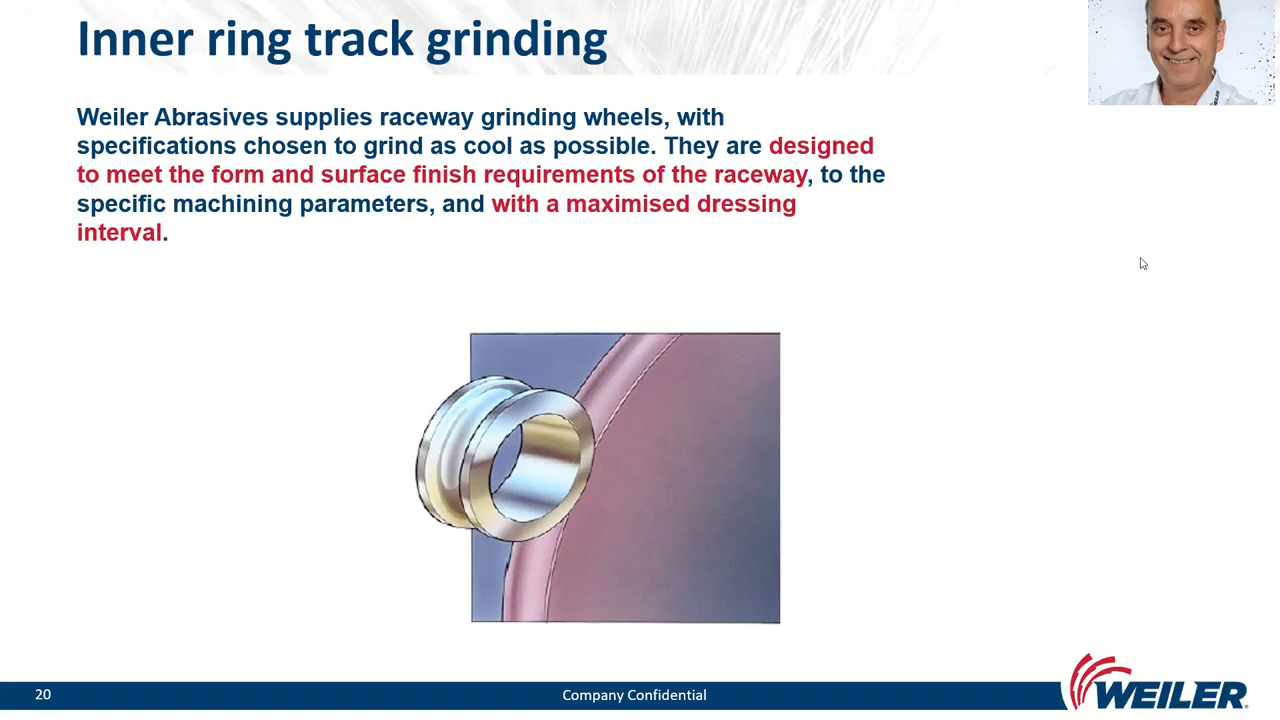 Inner ring track grinding
Weiler Abrasives supplies raceway grinding wheels, with
specifications chosen to grind as cool as possible. They are designed
to meet the form and surface finish requirements of the raceway, to the
specific machining parameters, and with a maximised dressing
interval.
20
Company Confidential
WEILER